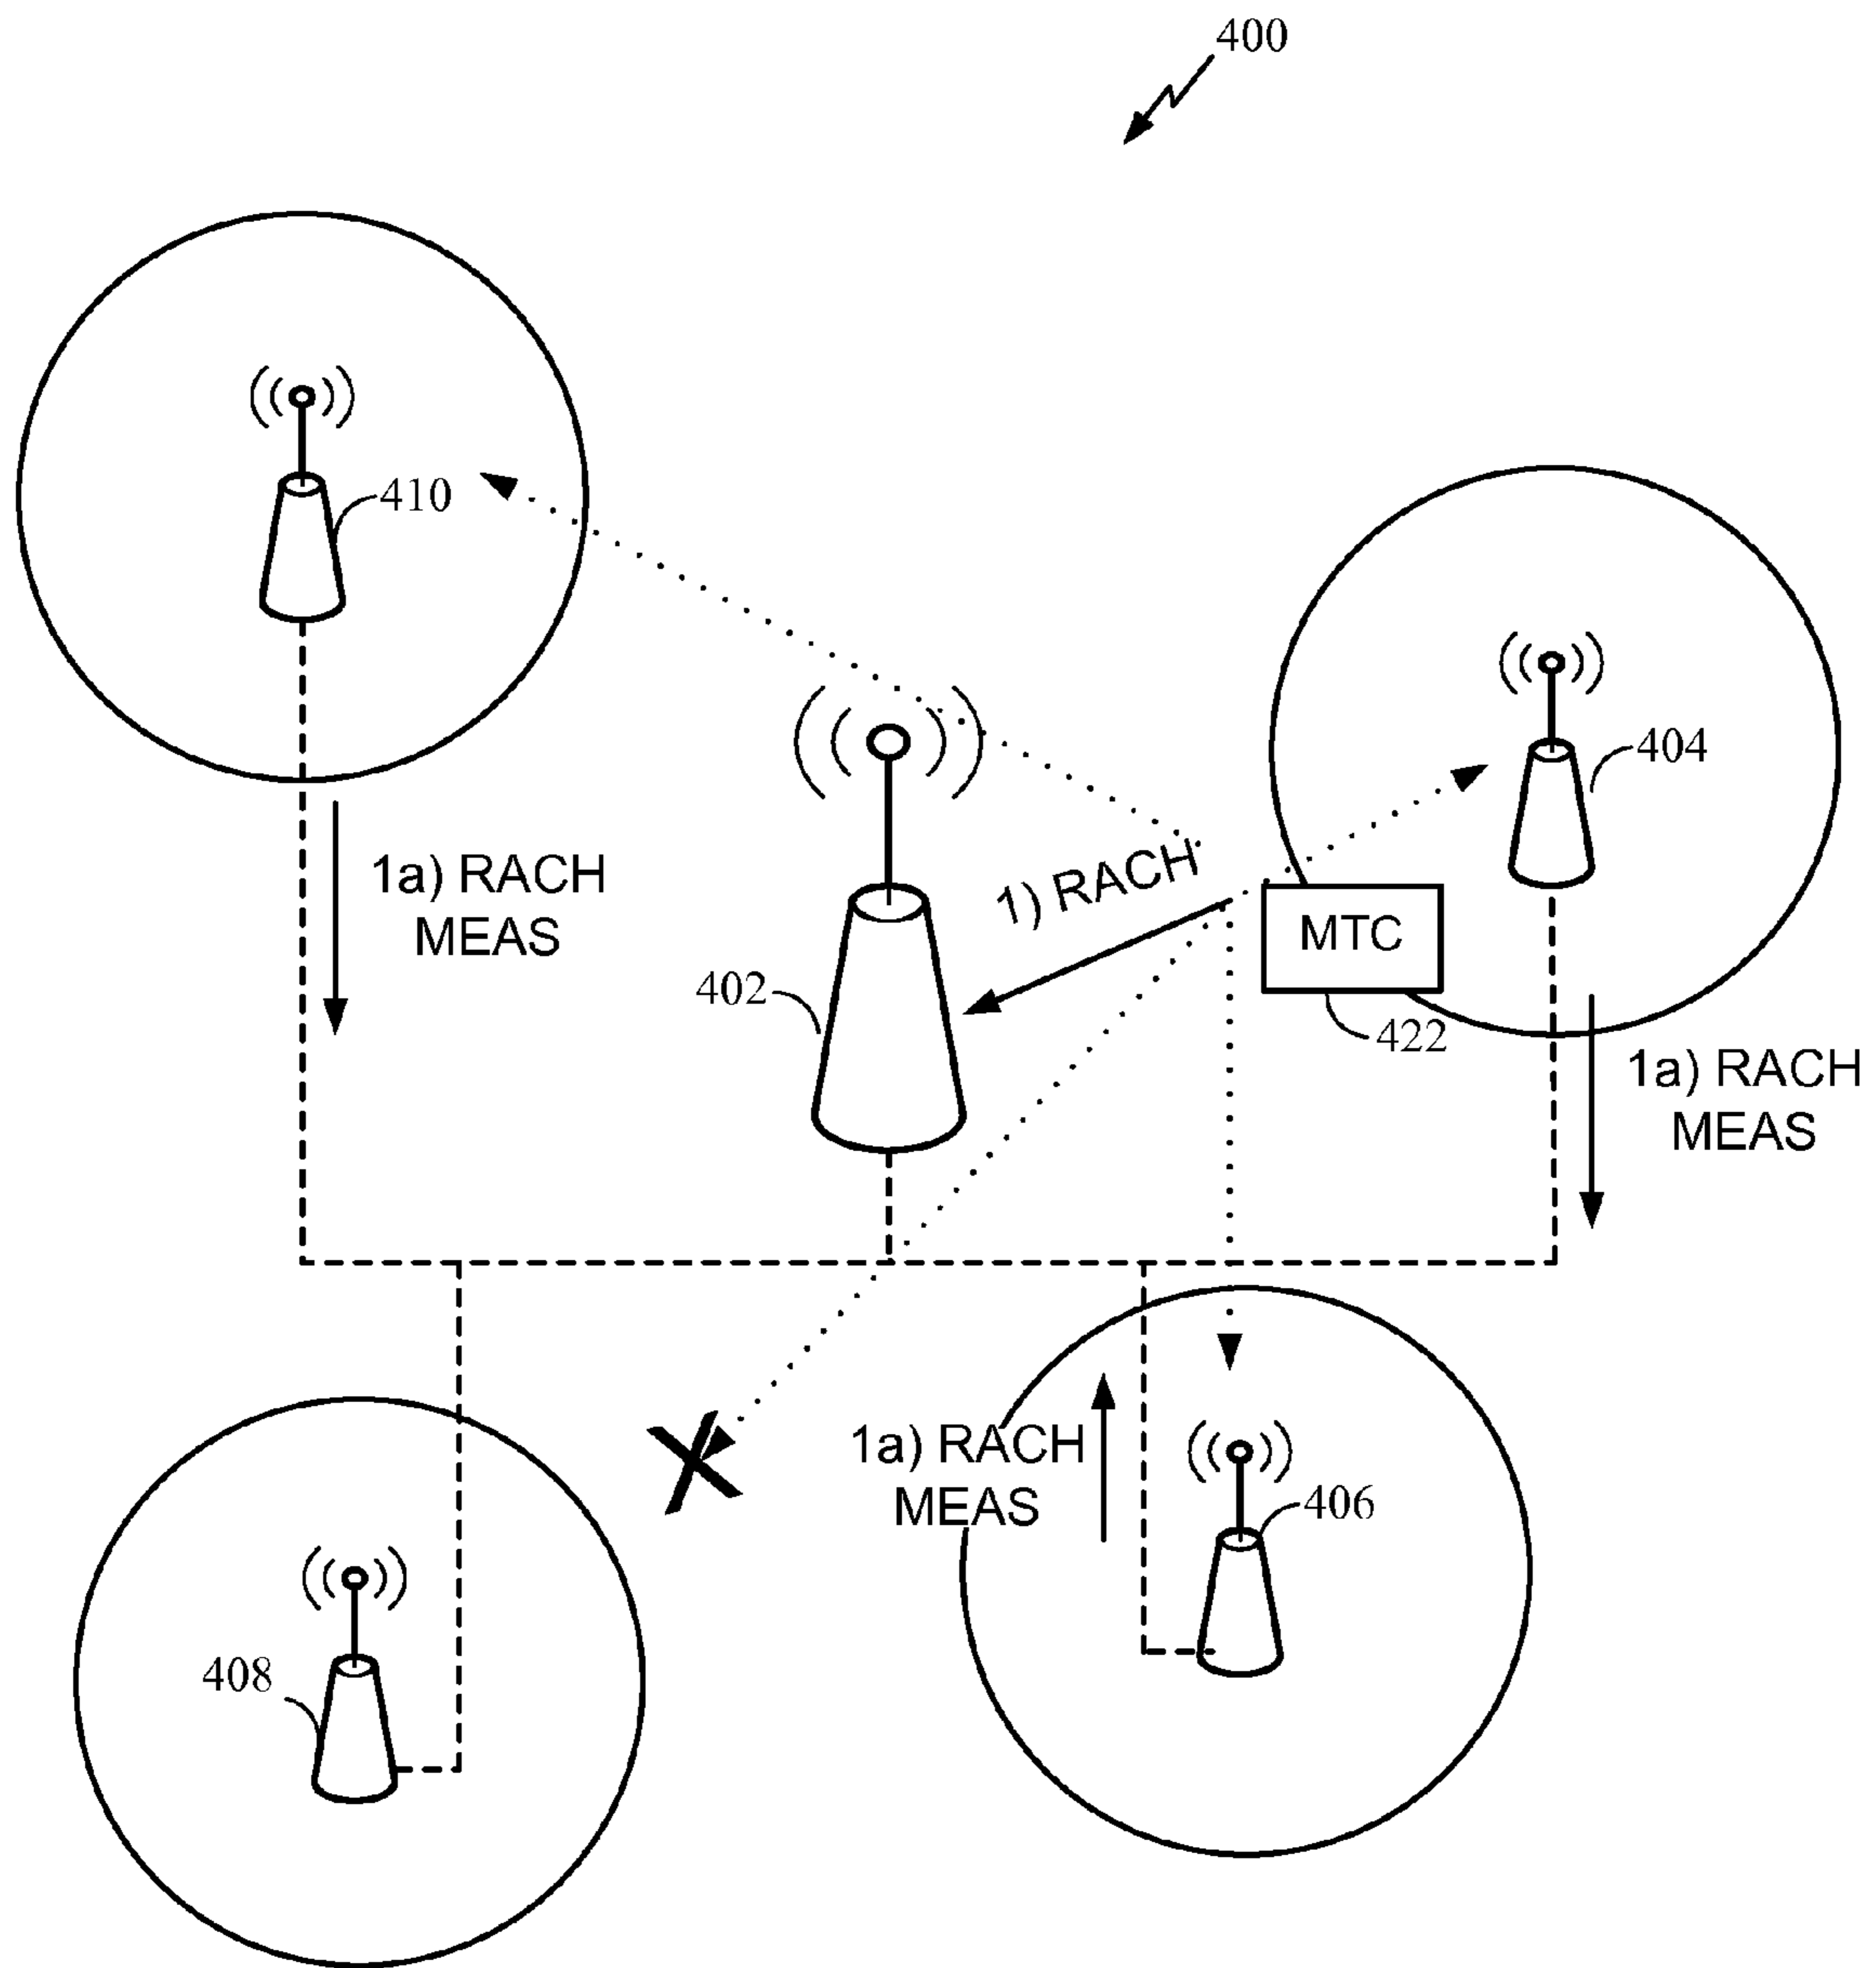 400
410
404
1a) RACH
MEAS
1) RACH
MTC
402
422
1a) RACH
MEAS
1a) RACH
MEAS
406
408